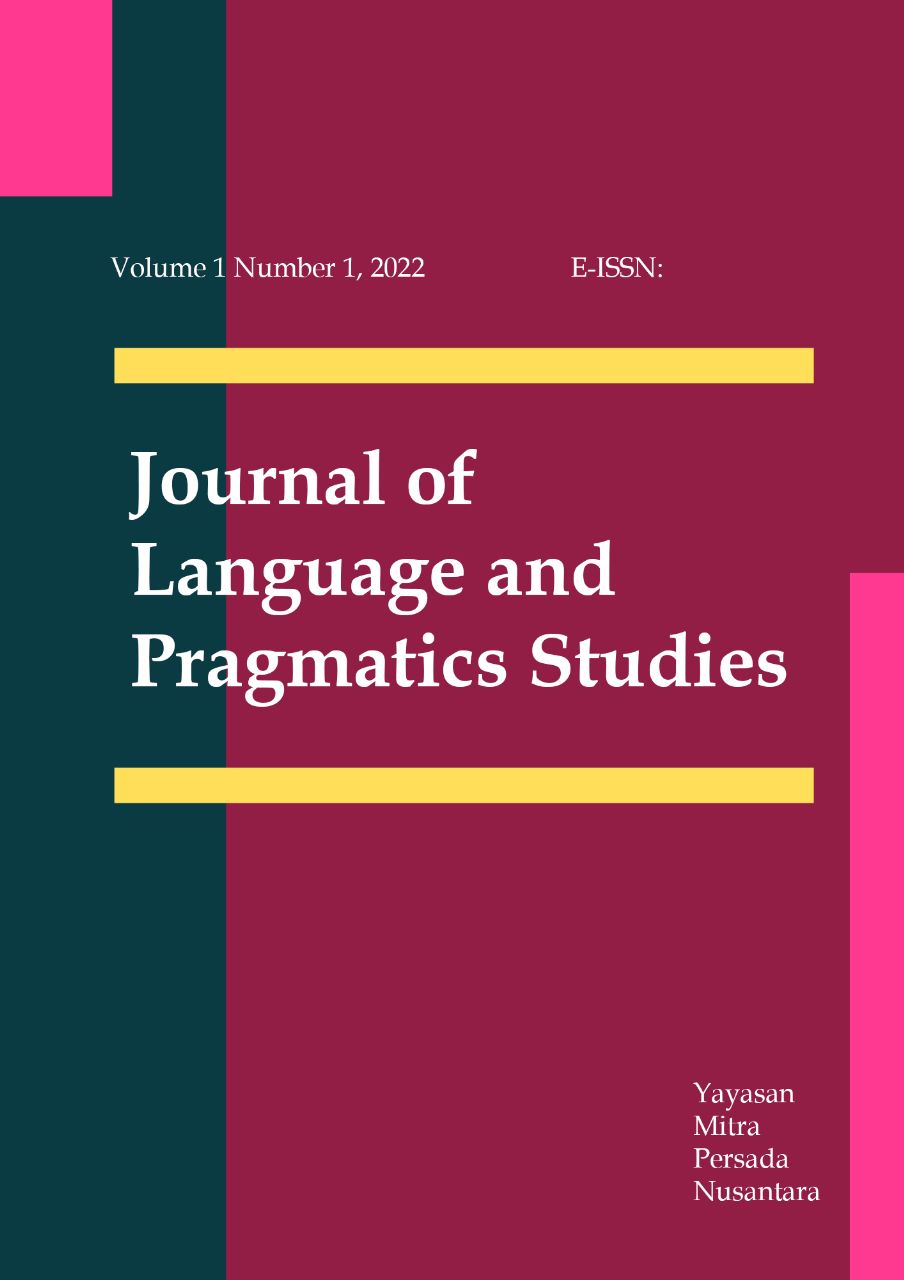 Volume 1 Number 1, 2022 E-ISSN:
Journal of
Language and
Pragmatics Studies
Yayasan
Mitra
Persada
Nusantara